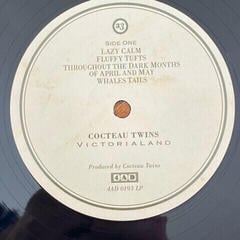 SIDE ONE
LAZY CALM
FLUFFY TUFTS
THROUGHOUT THE DARK MONTHS
OF APRIL AND MAY
WHALES TAILS
COCTEAU TWINS
VICTORIALAND
Produced by Cocteau Twins
4AD
4AD 0193 LP